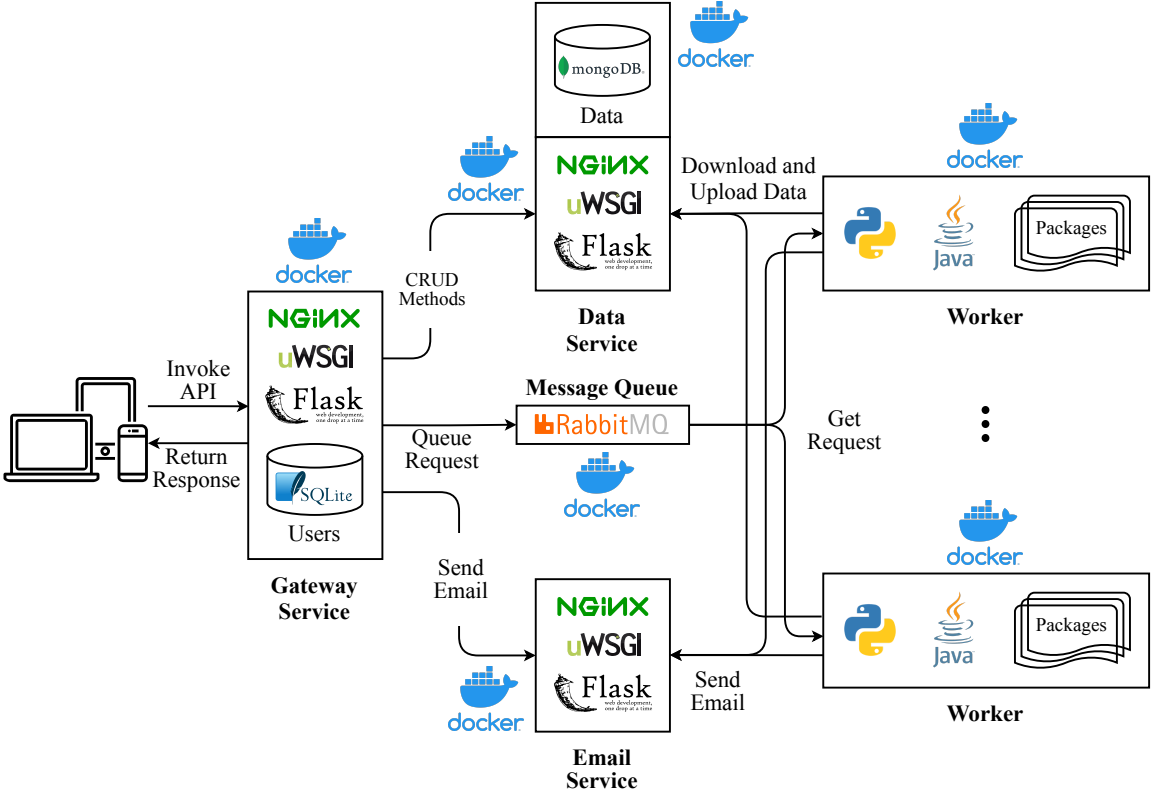 docker
mongoDB
Data
docker
NGINX
uWSGI
Flask
web development,
one drop at a time
Data
Service
Download and
Upload Data
docker
Java
Packages
Worker
docker
NGINX
uWSGI
Flask
web development,
one drop at a time
SQLite
Users
Gateway
Service
Invoke
API
Return
Response
CRUD
Methods
Message Queue
RabbitMQ
docker
Queue
Request
Get
Request
Send
Email
docker
NGINX
uWSGI
Flask
web development,
one drop at a time
Email
Service
Send
Email
docker
Java
Packages
Worker